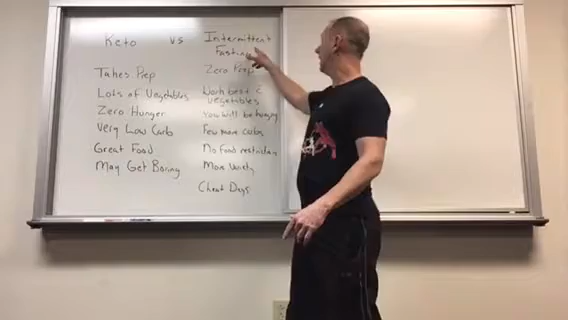 Keto vs Intermittent
Fasting
Takes Prep
Zero Prep
Lots of Vegetables
Work best c
vegetables
Zero Hunger
You will be hungry
Very Low Carb
Few more carbs
Great Food
No food restriction
May Get Boring
More Variety
Cheat Days